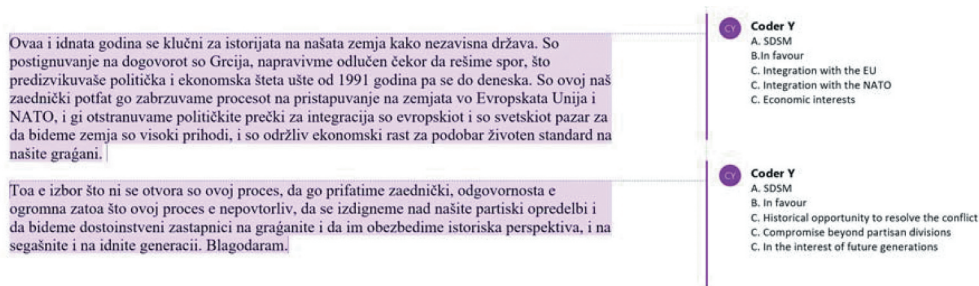 Ovaa i idnata godina se klučni za istorijata na našata zemja kako nezavisna država. So
postignuvanje na dogovorot so Grcija, napravivme odlučen čekor da rešime spor, što
predizvikuvaše politička i ekonomska šteta ušte od 1991 godina pa se do deneska. So ovoj naš
zaednički potfat go zabrzuvame procesot na pristapuvanje na zemjata vo Evropskata Unija i
NATO, i gi otstranuvame političkite prečki za integracija so evropskiot i so svetskiot pazar za
da bideme zemja so visoki prihodi, i so održliv ekonomski rast za podobar životen standard na
našite graǵani.
Toa e izbor što ni se otvora so ovoj proces, da go prifatime zaednički, odgovornosta e
ogromna zatoa što ovoj proces e nepovtorliv, da se izdigneme nad našite partiski opredelbi i
da bideme dostoinstveni zastapnici na graǵanite i da im obezbedime istoriska perspektiva, i na
segašnite i na idnite generacii. Blagodaram.
CY Coder Y
A. SDSM
B.In favour
C. Integration with the EU
C. Integration with the NATO
C. Economic interests
CY Coder Y
A. SDSM
B. In favour
C. Historical opportunity to resolve the conflict
C. Compromise beyond partisan divisions
C. In the interest of future generations